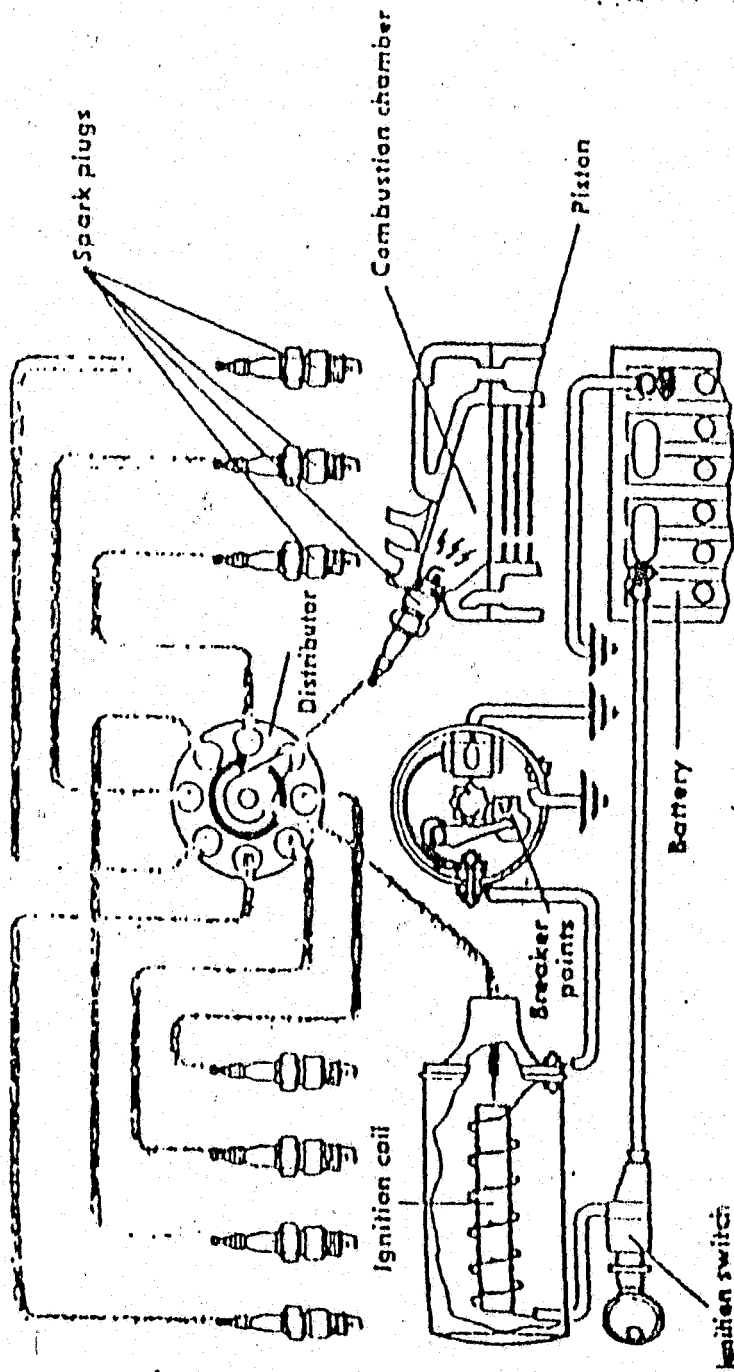 Spark plugs
Distributor
Combustion chamber
Piston
Ignition coil
Breaker
points
Battery
Ignition switch